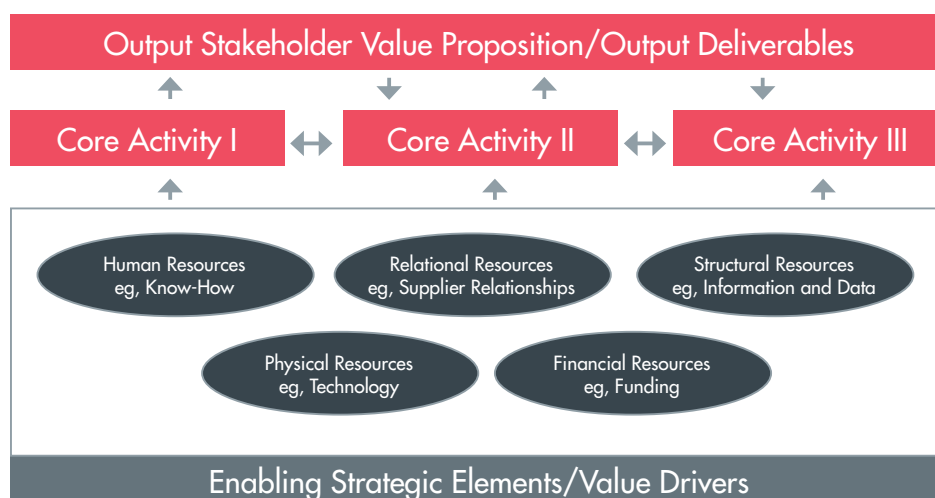 Output Stakeholder Value Proposition/Output Deliverables
Core Activity I
Core Activity II
Core Activity III
Human Resources
eg, Know-How
Relational Resources
eg, Supplier Relationships
Structural Resources
eg, Information and Data
Physical Resources
eg, Technology
Financial Resources
eg, Funding
Enabling Strategic Elements/Value Drivers